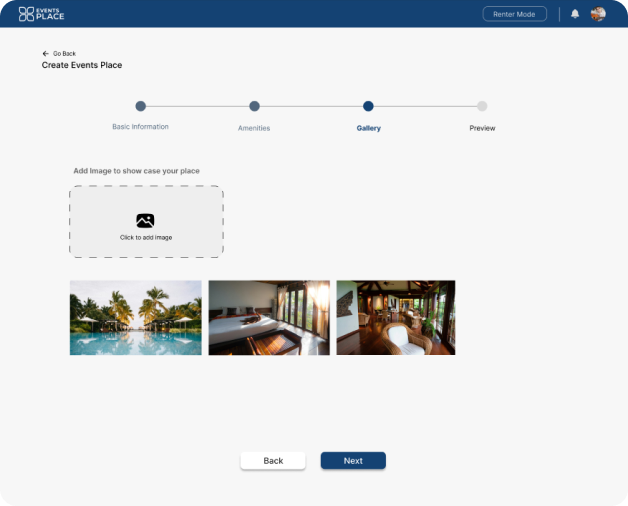 EVENTS
PLACE
Renter Mode
Go Back
Create Events Place
Basic Information
Amenities
Gallery
Preview
Add Image to show case your place
Click to add image
Back
Next